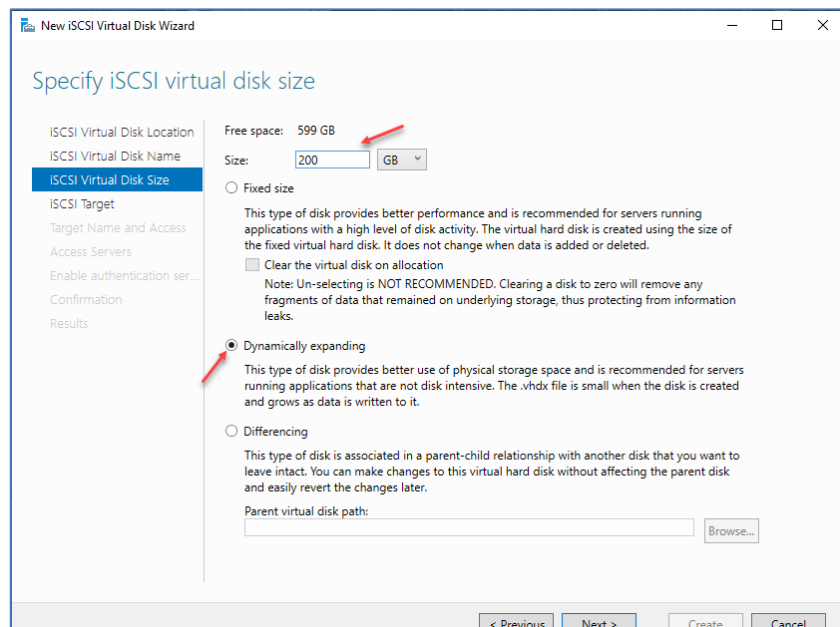 New iSCSI Virtual Disk Wizard
Specify iSCSI virtual disk size
iSCSI Virtual Disk Location
iSCSI Virtual Disk Name
iSCSI Virtual Disk Size
iSCSI Target
Target Name and Access
Access Servers
Enable authentication ser...
Confirmation
Results
Free space: 599 GB
Size: 200 GB
Fixed size
This type of disk provides better performance and is recommended for servers running
applications with a high level of disk activity. The virtual hard disk is created using the size of
the fixed virtual hard disk. It does not change when data is added or deleted.
Clear the virtual disk on allocation
Note: Un-selecting is NOT RECOMMENDED. Clearing a disk to zero will remove any
fragments of data that remained on underlying storage, thus protecting from information
leaks.
Dynamically expanding
This type of disk provides better use of physical storage space and is recommended for servers
running applications that are not disk intensive. The .vhdx file is small when the disk is created
and grows as data is written to it.
Differencing
This type of disk is associated in a parent-child relationship with another disk that you want to
leave intact. You can make changes to this virtual hard disk without affecting the parent disk
and easily revert the changes later.
Parent virtual disk path:
Browse...
< Previous Next > Create Cancel